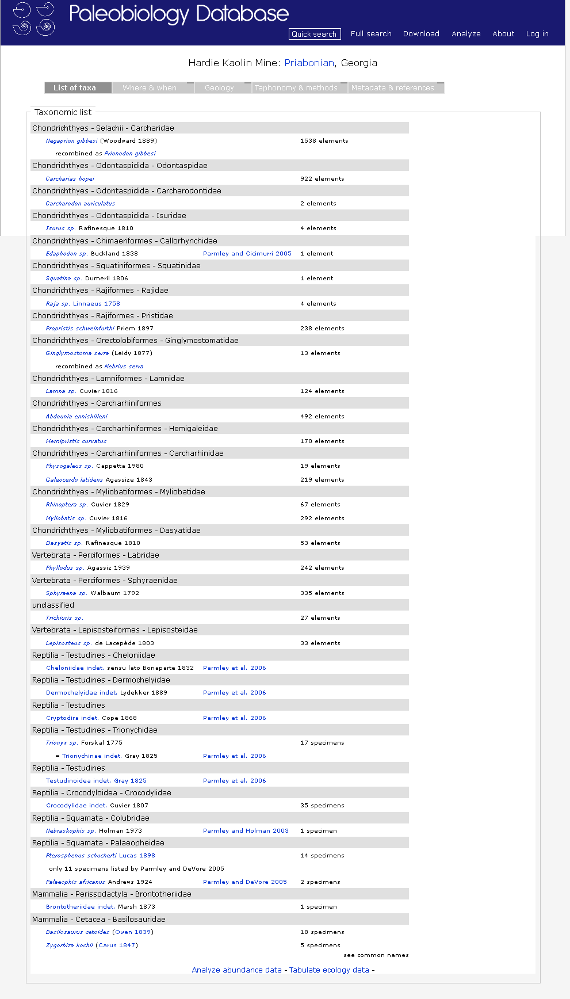 Paleobiology Database
Quick search Full search Download Analyze About Log in
Hardie Kaolin Mine: Priabonian, Georgia
List of taxa Where & when Geology Taphonomy & methods Metadata & references
Taxonomic list
Chondrichthyes - Selachii - Carcharidae
Negaprion gibbesi (Woodward 1889) 1538 elements
recombined as Prionodon gibbesi
Chondrichthyes - Odontaspidida - Odontaspidae
Carcharias hopei 922 elements
Chondrichthyes - Odontaspidida - Carcharodontidae
Carcharodon auriculatus 2 elements
Chondrichthyes - Odontaspidida - Isuridae
Isurus sp. Rafinesque 1810 4 elements
Chondrichthyes - Chimaeriformes - Callorhynchidae
Edaphodon sp. Buckland 1838 Parmley and Cicimurri 2005 1 element
Chondrichthyes - Squatiniformes - Squatinidae
Squatina sp. Dumeril 1806 1 element
Chondrichthyes - Rajiformes - Rajidae
Raja sp. Linnaeus 1758 4 elements
Chondrichthyes - Rajiformes - Pristidae
Propristis schweinfurthi Priem 1897 238 elements
Chondrichthyes - Orectolobiformes - Ginglymostomatidae
Ginglymostoma serra (Leidy 1877) 13 elements
recombined as Nebrius serra
Chondrichthyes - Lamniformes - Lamnidae
Lamna sp. Cuvier 1816 124 elements
Chondrichthyes - Carcharhiniformes
Abdounia enniskilleni 492 elements
Chondrichthyes - Carcharhiniformes - Hemigaleidae
Hemipristis curvatus 170 elements
Chondrichthyes - Carcharhiniformes - Carcharhinidae
Physogaleus sp. Cappetta 1980 19 elements
Galeocerdo latidens Agassize 1843 219 elements
Chondrichthyes - Myliobatiformes - Myliobatidae
Rhinoptera sp. Cuvier 1829 67 elements
Myliobatis sp. Cuvier 1816 292 elements
Chondrichthyes - Myliobatiformes - Dasyatidae
Dasyatis sp. Rafinesque 1810 53 elements
Vertebrata - Perciformes - Labridae
Phyllodus sp. Agassiz 1939 242 elements
Vertebrata - Perciformes - Sphyraenidae
Sphyraena sp. Walbaum 1792 335 elements
unclassified
Trichiuris sp. 27 elements
Vertebrata - Lepisosteiformes - Lepisosteidae
Lepisosteus sp. de Lacepède 1803 33 elements
Reptilia - Testudines - Cheloniidae
Cheloniidae indet. sensu lato Bonaparte 1832 Parmley et al. 2006
Reptilia - Testudines - Dermochelyidae
Dermochelyidae indet. Lydekker 1889 Parmley et al. 2006
Reptilia - Testudines
Cryptodira indet. Cope 1868 Parmley et al. 2006
Reptilia - Testudines - Trionychidae
Trionyx sp. Forskal 1775 17 specimens
= Trionychinae indet. Gray 1825 Parmley et al. 2006
Reptilia - Testudines
Testudinoidea indet. Gray 1825 Parmley et al. 2006
Reptilia - Crocodyloidea - Crocodylidae
Crocodylidae indet. Cuvier 1807 35 specimens
Reptilia - Squamata - Colubridae
Nebraskophis sp. Holman 1973 Parmley and Holman 2003 1 specimen
Reptilia - Squamata - Palaeopheidae
Pterosphenus schucherti Lucas 1898 14 specimens
only 11 specimens listed by Parmley and DeVore 2005
Palaeophis africanus Andrews 1924 Parmley and DeVore 2005 2 specimens
Mammalia - Perissodactyla - Brontotheriidae
Brontotheriidae indet. Marsh 1873 1 specimen
Mammalia - Cetacea - Basilosauridae
Basilosaurus cetoides (Owen 1839) 18 specimens
Zygorhiza kochii (Carus 1847) 5 specimens
see common names
Analyze abundance data - Tabulate ecology data -